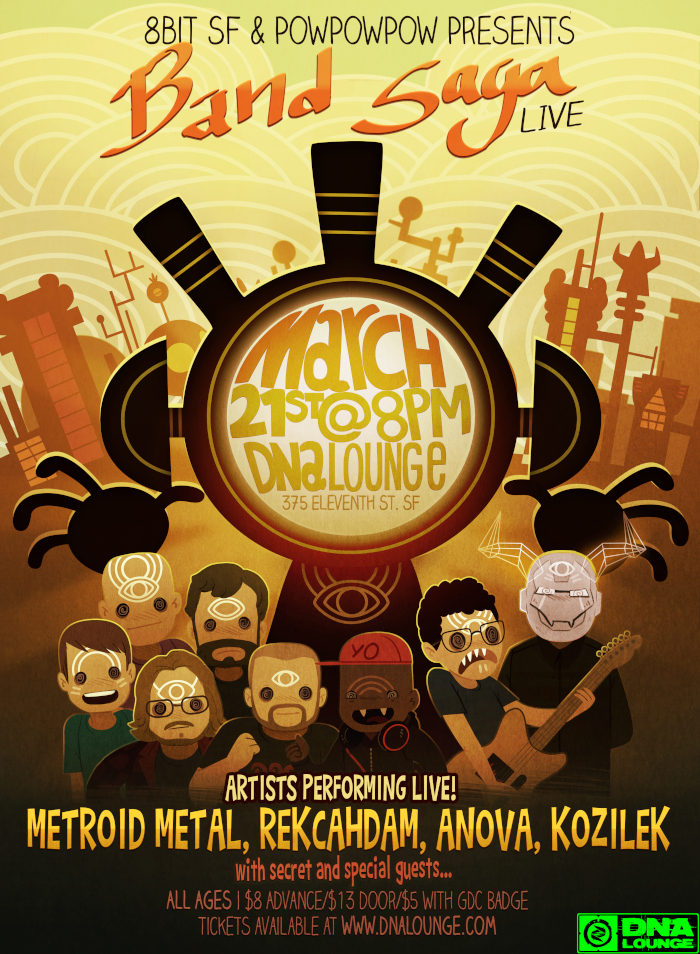 8BIT SF & POWPOWPOW PRESENTS
Band Saga
LIVE
March
21ST@8PM
DNa LOUNGe
375 ELEVENTH ST. SF
YO
ARTISTS PERFORMING LIVE!
METROID METAL, REKCAHDAM, ANOVA, KOZILEK
with secret and special guests...
ALL AGES | $8 ADVANCE/$13 DOOR/$5 WITH GDC BADGE
TICKETS AVAILABLE AT WWW.DNALOUNGE.COM
DNA
LOUNGE